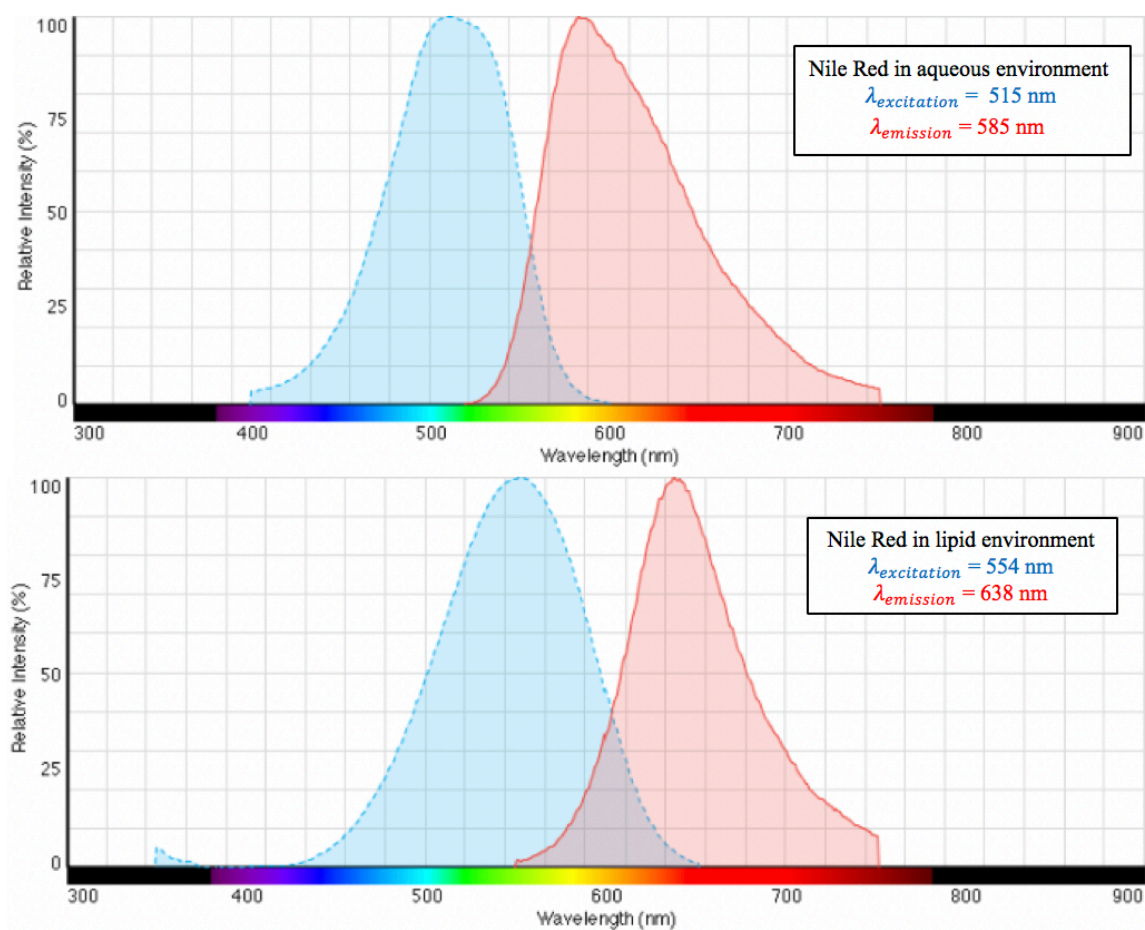 100
75
50
25
0
Relative Intensity (%)
Nile Red in aqueous environment
λexcitation = 515 nm
λemission = 585 nm
300 400 500 600 700 800 900
Wavelength (nm)
100
75
50
25
0
Relative Intensity (%)
Nile Red in lipid environment
λexcitation = 554 nm
λemission = 638 nm
300 400 500 600 700 800 900
Wavelength (nm)